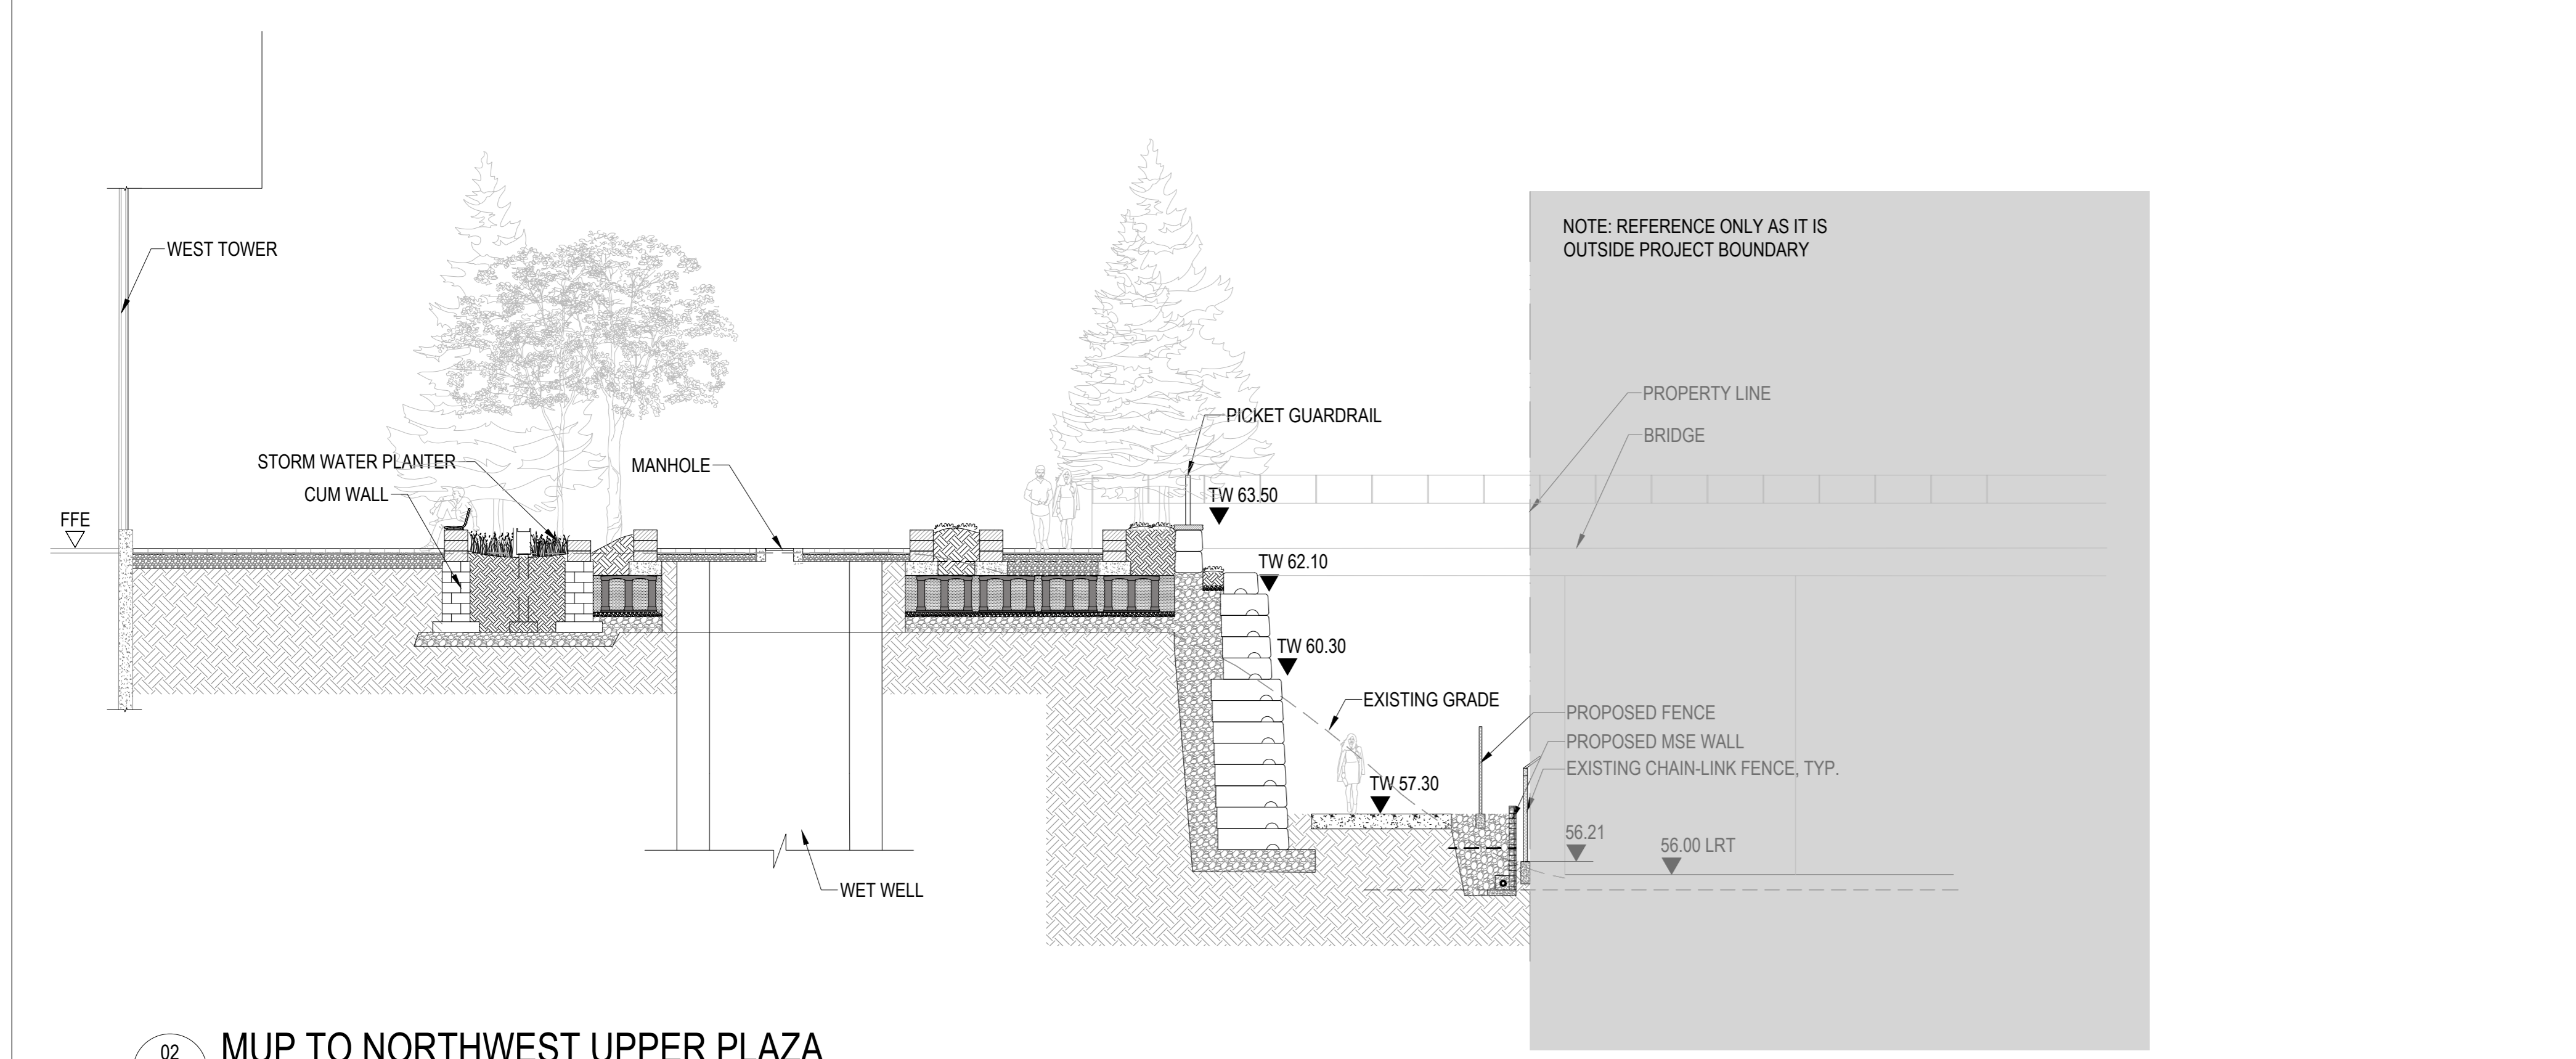 NOTE: REFERENCE ONLY AS IT IS
OUTSIDE PROJECT BOUNDARY
WEST TOWER
PROPERTY LINE
PICKET GUARDRAIL
BRIDGE
STORM WATER PLANTER
MANHOLE
CUM WALL
TW 63.50
FFE
TW 62.10
TW 60.30
EXISTING GRADE
PROPOSED FENCE
PROPOSED MSE WALL
EXISTING CHAIN-LINK FENCE, TYP.
TW 57.30
56.21
56.00 LRT
WET WELL
02
MUP TO NORTHWEST UPPER PLAZA